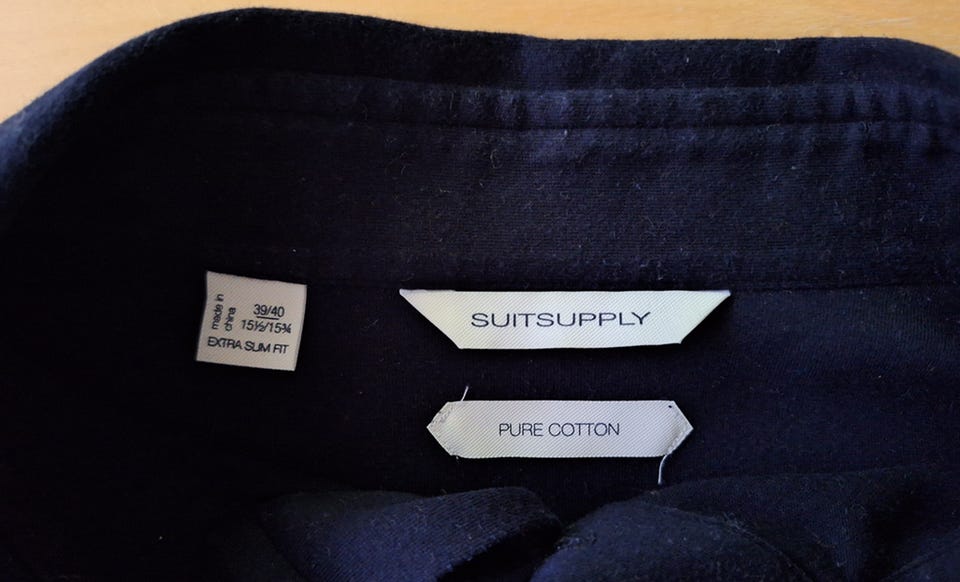 made in
china
39/40
15½/15¾
EXTRA SLIM FIT
SUITSUPPLY
PURE COTTON